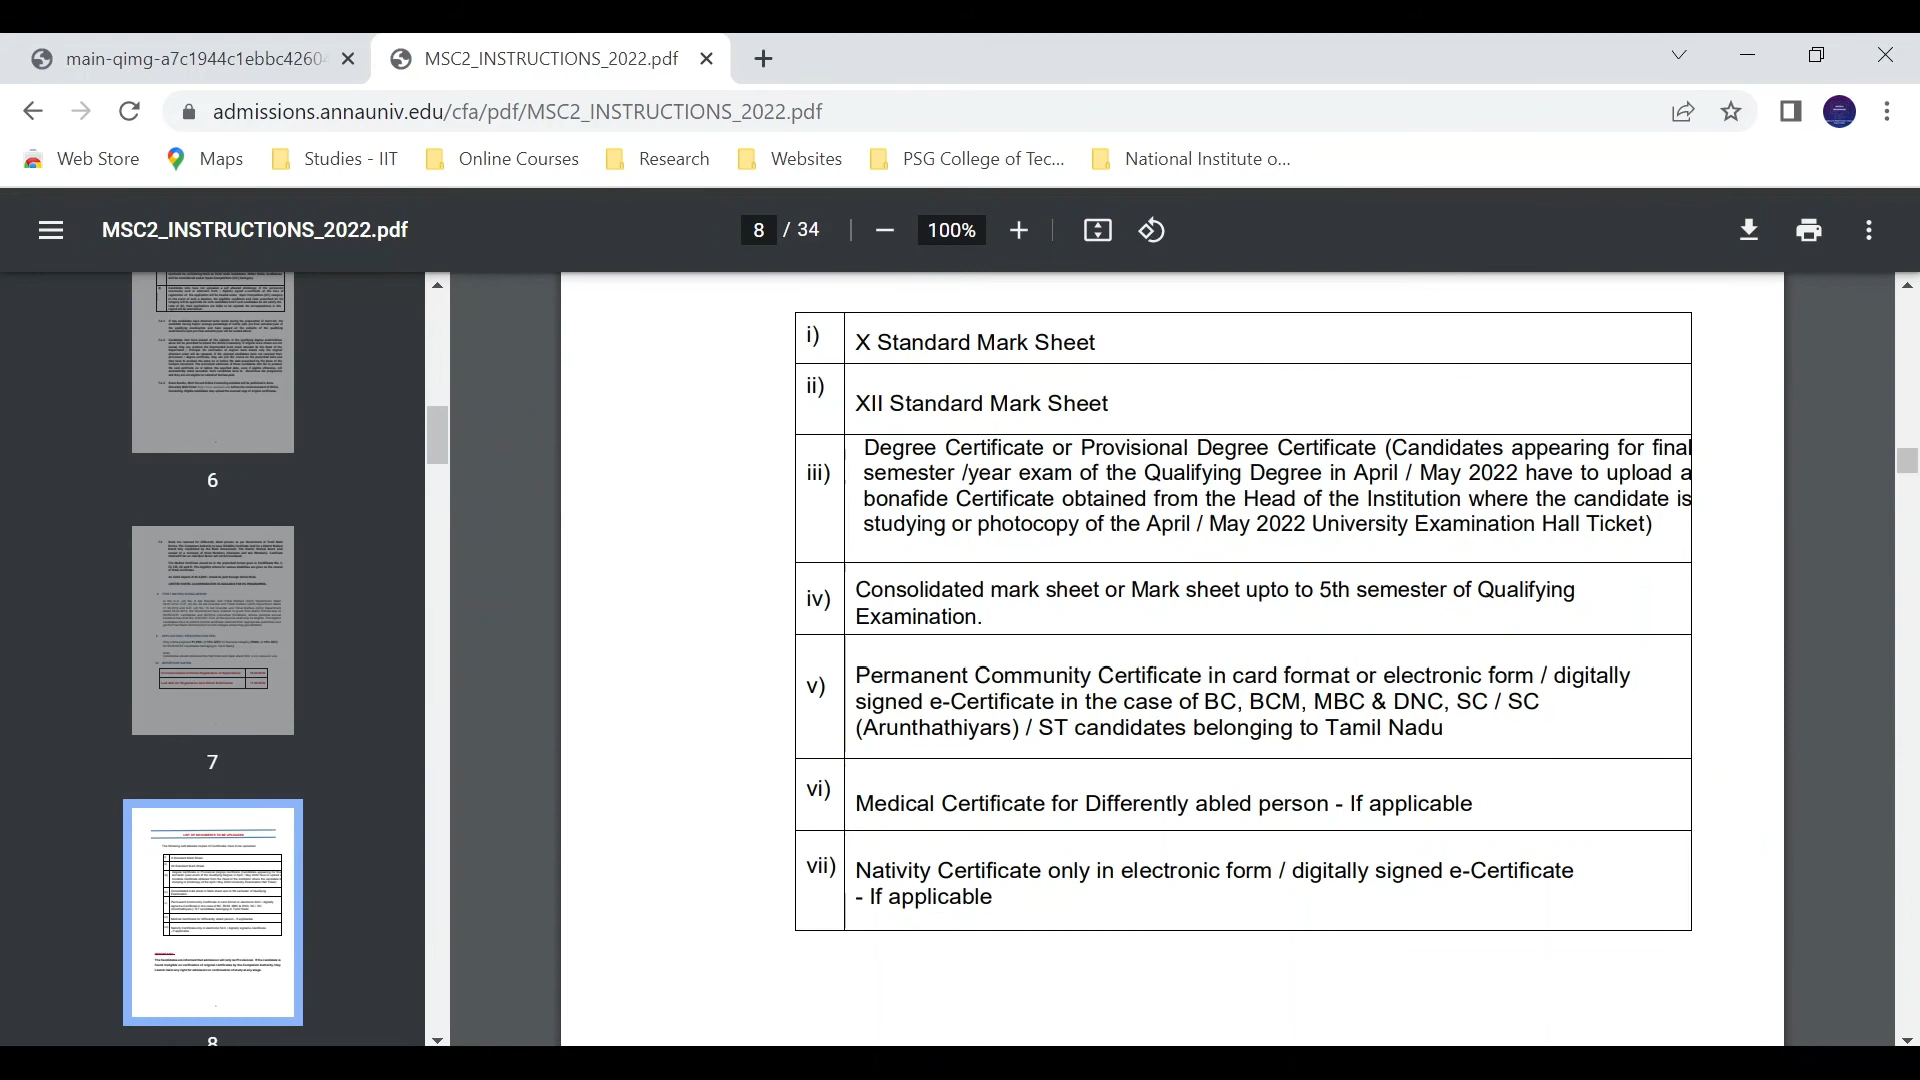 main-qimg-a7c1944c1ebbc4260
MSC2_INSTRUCTIONS_2022.pdf
admissions.annauniv.edu/cfa/pdf/MSC2_INSTRUCTIONS_2022.pdf
Web Store
Maps
Studies - IIT
Online Courses
Research
Websites
PSG College of Tec...
National Institute o...
MSC2_INSTRUCTIONS_2022.pdf
8 / 34
100%
6
7
LIST OF DOCUMENTS TO BE UPLOADED
8
i) X Standard Mark Sheet
ii) XII Standard Mark Sheet
iii) Degree Certificate or Provisional Degree Certificate (Candidates appearing for final
semester /year exam of the Qualifying Degree in April / May 2022 have to upload a
bonafide Certificate obtained from the Head of the Institution where the candidate is
studying or photocopy of the April / May 2022 University Examination Hall Ticket)
iv) Consolidated mark sheet or Mark sheet upto to 5th semester of Qualifying
Examination.
v) Permanent Community Certificate in card format or electronic form / digitally
signed e-Certificate in the case of BC, BCM, MBC & DNC, SC / SC
(Arunthathiyars) / ST candidates belonging to Tamil Nadu
vi) Medical Certificate for Differently abled person - If applicable
vii) Nativity Certificate only in electronic form / digitally signed e-Certificate
- If applicable